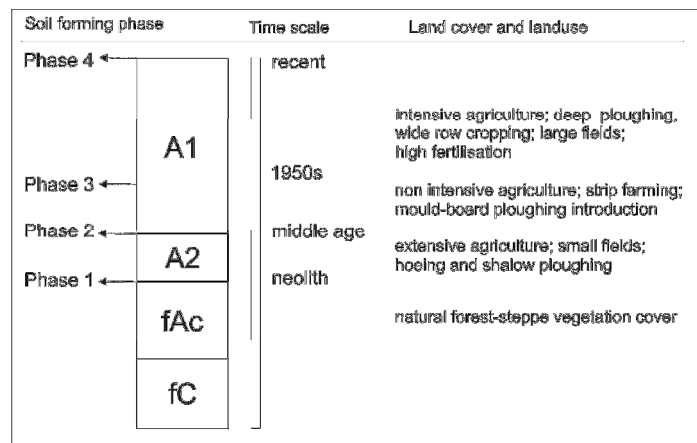 Soil forming phase Time scale Land cover and landuse
Phase 4 recent
intensive agriculture; deep ploughing,
wide row cropping; large fields;
high fertilisation
A1
1950s
Phase 3
non intensive agriculture; strip farming;
mould-board ploughing introduction
Phase 2 middle age
extensive agriculture; small fields;
hoeing and shalow ploughing
A2
Phase 1 neolith
fAc
natural forest-steppe vegetation cover
fC